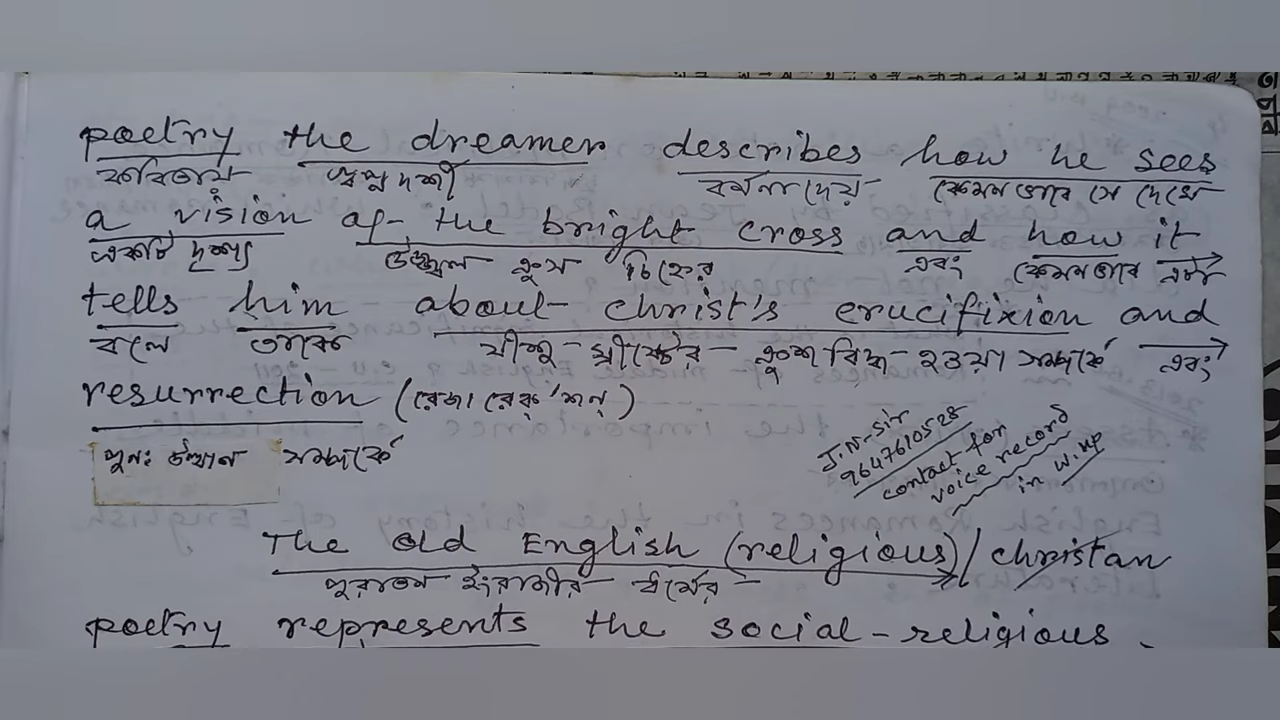 poetry the dreamer describes how he sees
কবিতায় স্বপ্নদর্শী বর্ণনা দেয় কেমনভাবে সে দেখে
a vision of the bright cross and how it
একটি দৃশ্য উজ্জ্বল ক্রুস চিহ্নের এবং কেমনভাবে এটা
tells him about christ's crucifixion and
বলে তাকে যীশু খ্রীষ্টের ক্রুশ বিদ্ধ হওয়া সম্পর্কে এবং
resurrection (রেজারেক্'শন্)
পুনঃ উত্থান সম্পর্কে
J.N-Sir
9647610528
contact for
voice record
in W.up
The Old English (religious)/christan
পুরাতন ইংরাজীর ধর্মের
poetry represents the social-religious